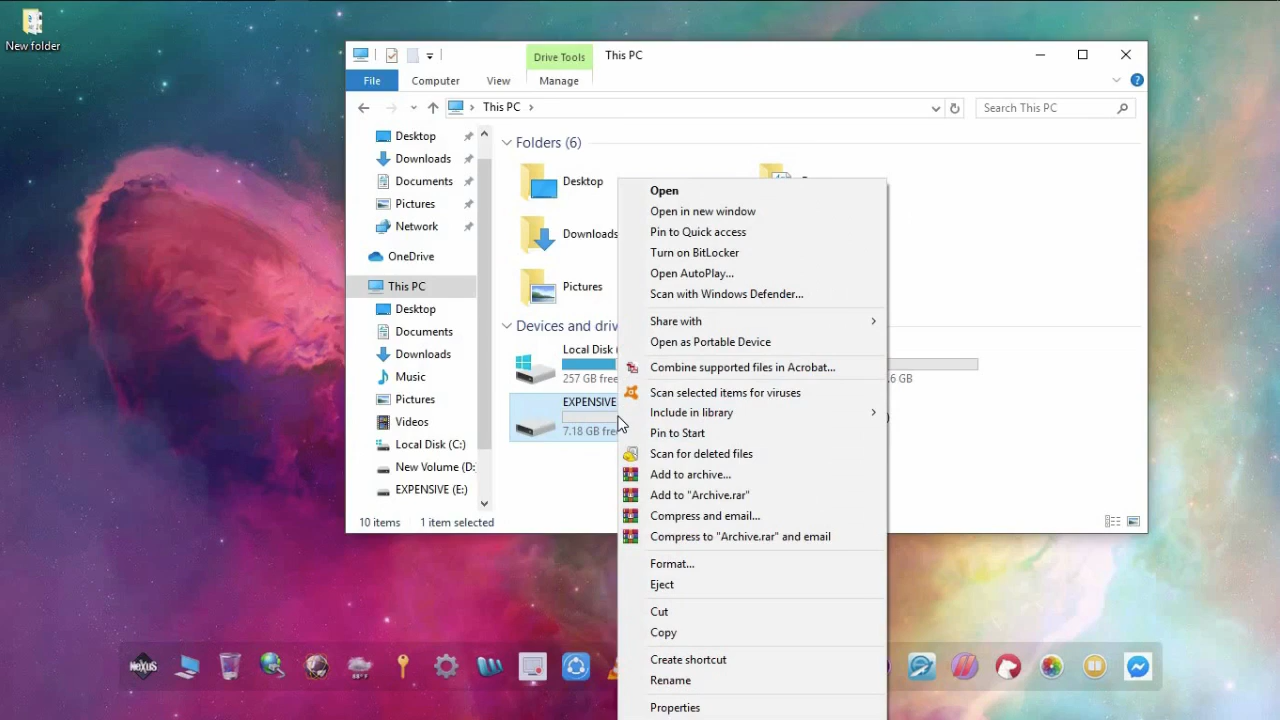 New folder
Drive Tools
This PC
File
Computer
View
Manage
This PC
Search This PC
Desktop
Downloads
Documents
Pictures
Network
OneDrive
This PC
Desktop
Documents
Downloads
Music
Pictures
Videos
Local Disk (C:)
New Volume (D:
EXPENSIVE (E:)
Folders (6)
Desktop
Downloads
Pictures
Devices and driv
Local Disk (
257 GB free
EXPENSIVE
7.18 GB free
.6 GB
)
Open
Open in new window
Pin to Quick access
Turn on BitLocker
Open AutoPlay...
Scan with Windows Defender...
Share with
Open as Portable Device
Combine supported files in Acrobat...
Scan selected items for viruses
Include in library
Pin to Start
Scan for deleted files
Add to archive...
Add to "Archive.rar"
Compress and email...
Compress to "Archive.rar" and email
Format...
Eject
Cut
Copy
Create shortcut
Rename
Properties
10 items
1 item selected
NeXuS